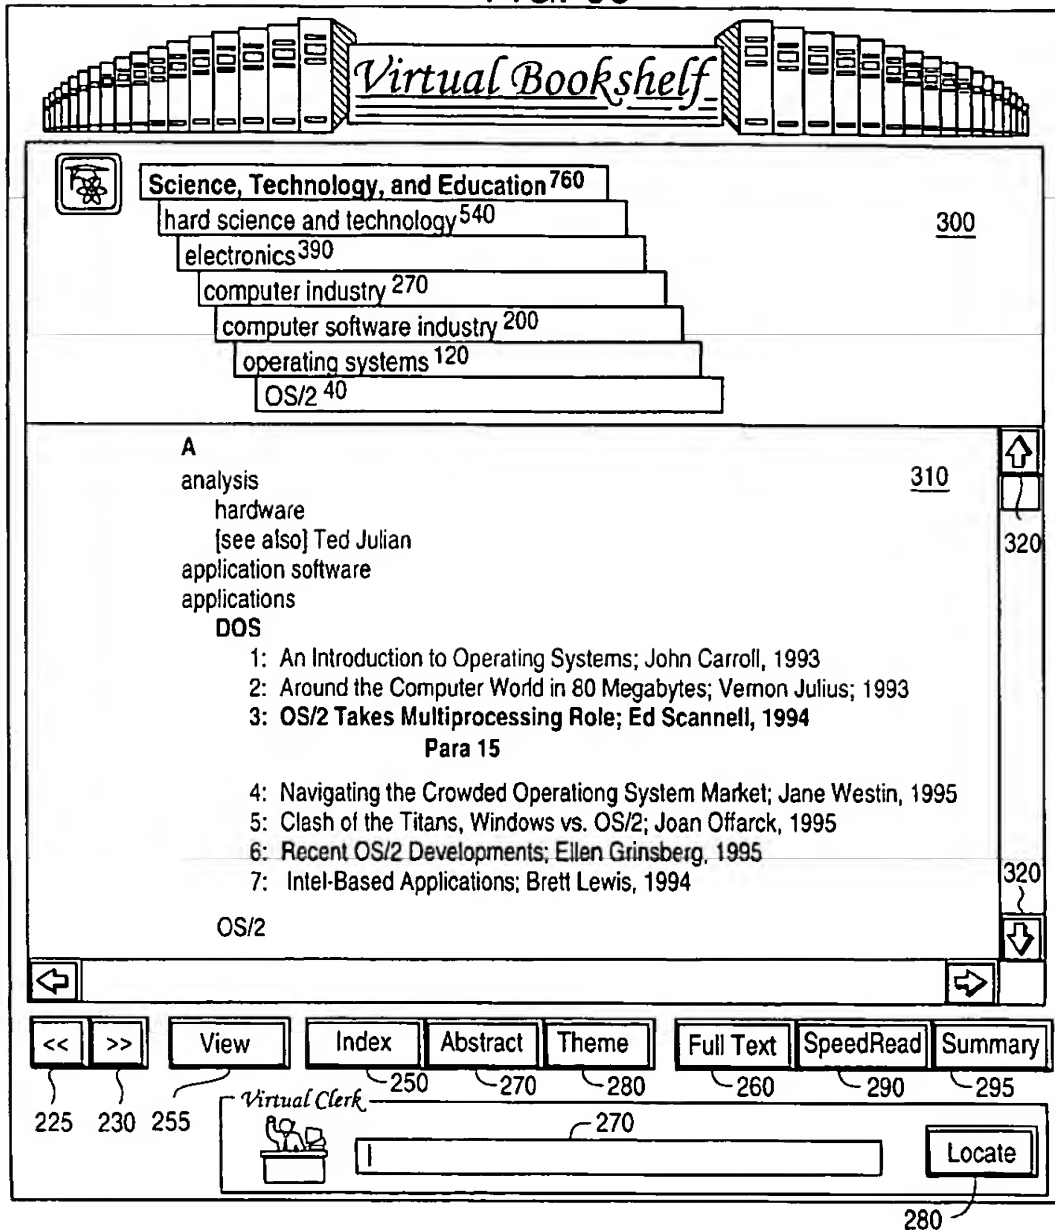 Virtual Bookshelf
Science, Technology, and Education 760
hard science and technology 540
300
electronics 390
computer industry 270
computer software industry 200
operating systems 120
OS/2 40
A
analysis
310
hardware
[see also] Ted Julian
320
application software
applications
DOS
1: An Introduction to Operating Systems; John Carroll, 1993
2: Around the Computer World in 80 Megabytes; Vernon Julius; 1993
3: OS/2 Takes Multiprocessing Role; Ed Scannell, 1994
Para 15
4: Navigating the Crowded Operationg System Market; Jane Westin, 1995
5: Clash of the Titans, Windows vs. OS/2; Joan Offarck, 1995
6: Recent OS/2 Developments; Ellen Grinsberg, 1995
320
7: Intel-Based Applications; Brett Lewis, 1994
OS/2
<< >> View Index Abstract Theme Full Text SpeedRead Summary
250 270 280 260 290 295
225 230 255 Virtual Clerk 270
Locate
280